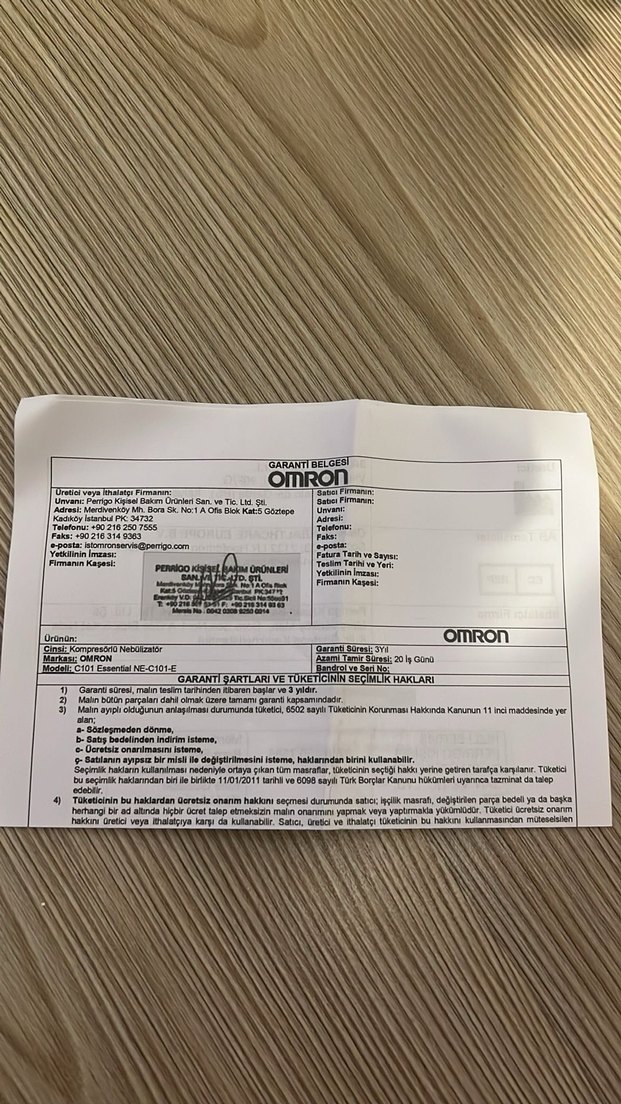 GARANTİ BELGESİ
OMRON
Üretici veya İthalatçı Firmanın:
Unvanı: Perrigo Kişisel Bakım Ürünleri San. ve Tic. Ltd. Şti.
Adresi: Merdivenköy Mh. Bora Sk. No:1 A Ofis Blok Kat:5 Göztepe
Kadıköy İstanbul PK: 34732
Telefonu: +90 216 250 7555
Faks: +90 216 314 9363
e-posta: istomronservis@perrigo.com
Yetkilinin İmzası:
Firmanın Kaşesi:
PERRİGO KİŞİSEL BAKIM ÜRÜNLERİ
SAN. VE TİC. LTD. ŞTİ.
Satıcı Firmanın:
Satıcı Firmanın:
Unvanı:
Adresi:
Telefonu:
Faks:
e-posta:
Fatura Tarih ve Sayısı:
Teslim Tarihi ve Yeri:
Yetkilinin İmzası:
Firmanın Kaşesi:
Ürünün:
OMRON
Cinsi: Kompresörlü Nebülizatör
Markası: OMRON
Modeli: C101 Essential NE-C101-E
Garanti Süresi: 3Yıl
Azami Tamir Süresi: 20 İş Günü
Bandrol ve Seri No:
GARANTİ ŞARTLARI VE TÜKETİCİNİN SEÇİMLİK HAKLARI
1) Garanti süresi, malın teslim tarihinden itibaren başlar ve 3 yıldır.
2) Malın bütün parçaları dahil olmak üzere tamamı garanti kapsamındadır.
3) Malın ayıplı olduğunun anlaşılması durumunda tüketici, 6502 sayılı Tüketicinin Korunması Hakkında Kanunun 11 inci maddesinde yer
alan;
a- Sözleşmeden dönme,
b- Satış bedelinden indirim isteme,
c- Ücretsiz onarılmasını isteme,
ç- Satılanın ayıpsız bir misli ile değiştirilmesini isteme, haklarından birini kullanabilir.
Seçimlik hakların kullanılması nedeniyle ortaya çıkan tüm masraflar, tüketicinin seçtiği hakkı yerine getiren tarafça karşılanır. Tüketici
bu seçimlik haklarından biri ile birlikte 11/01/2011 tarihli ve 6098 sayılı Türk Borçlar Kanunu hükümleri uyarınca tazminat da talep
edebilir.
4) Tüketicinin bu haklardan ücretsiz onarım hakkını seçmesi durumunda satıcı; işçilik masrafı, değiştirilen parça bedeli ya da başka
herhangi bir ad altında hiçbir ücret talep etmeksizin malın onarımını yapmak veya yaptırmakla yükümlüdür. Tüketici ücretsiz onarım
hakkını üretici veya ithalatçıya karşı da kullanabilir. Satıcı, üretici ve ithalatçı tüketicinin bu hakkını kullanmasından müteselsilen